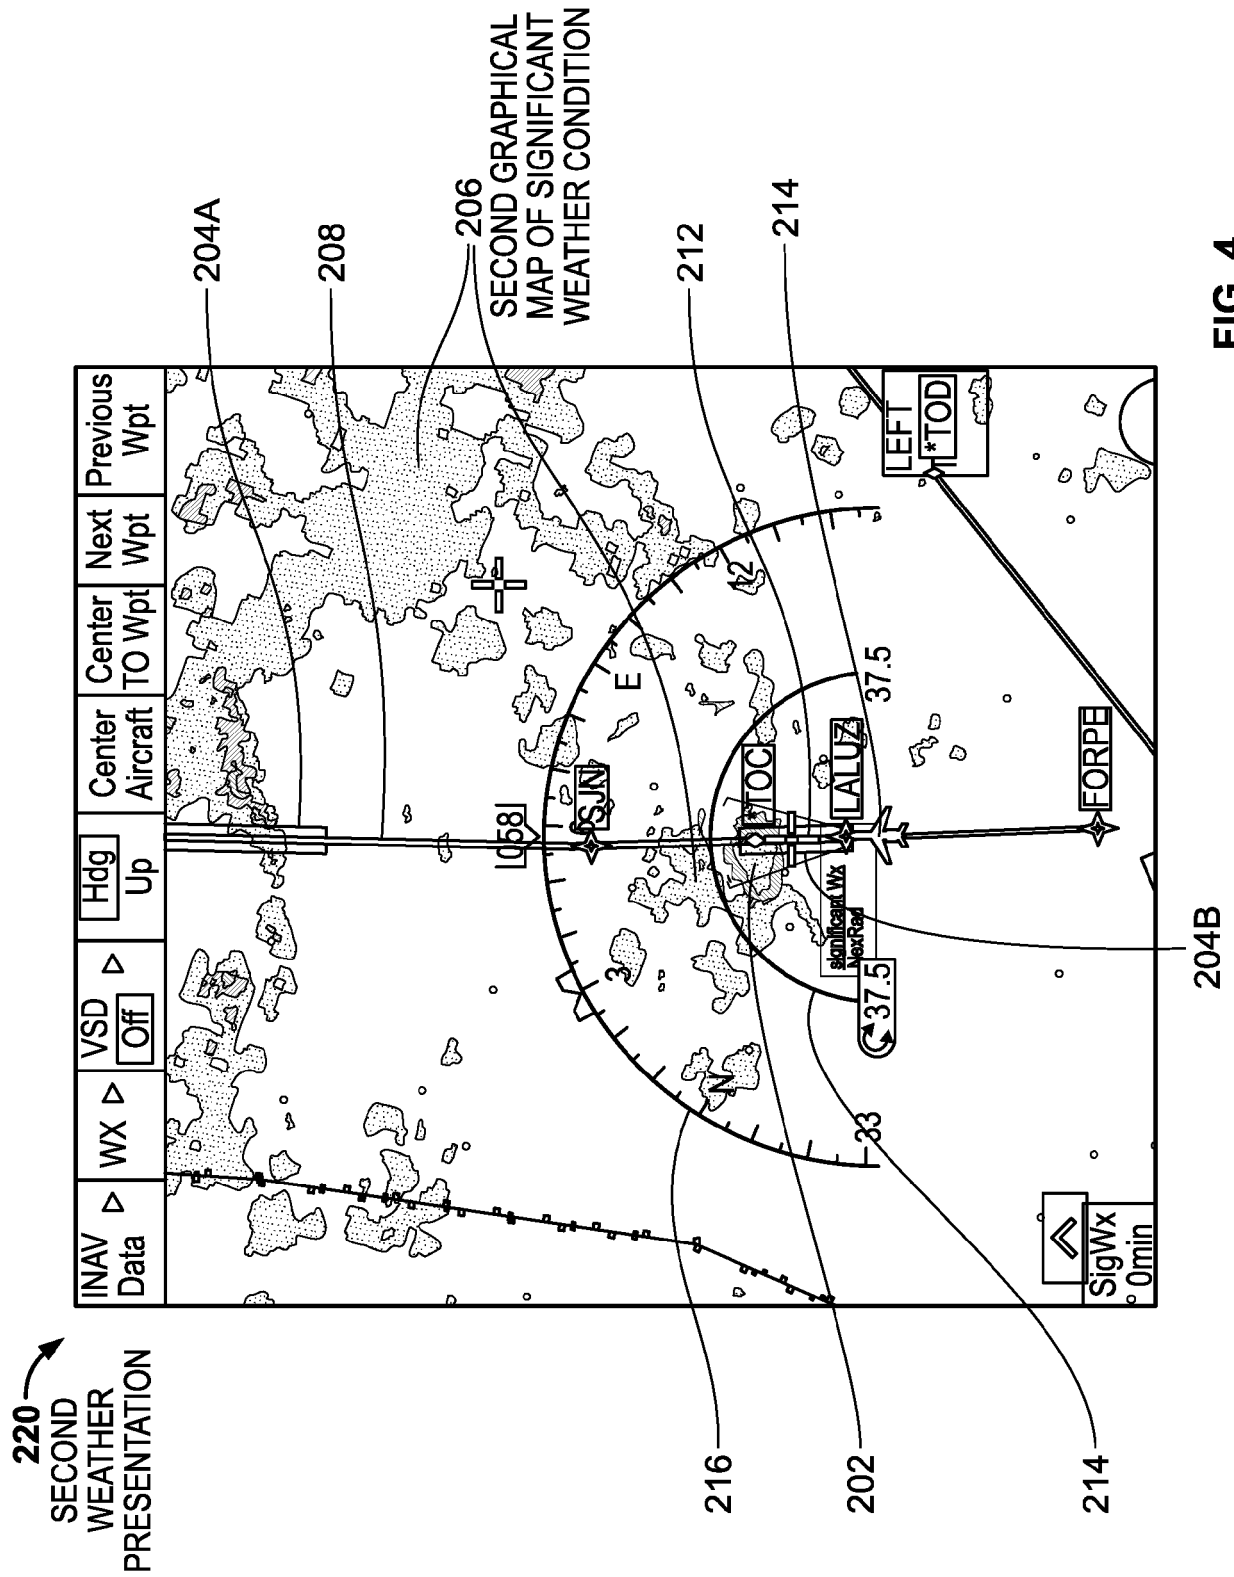 220
SECOND
WEATHER
PRESENTATION
INAV
Data
WX
VSD
Off
Hdg
Up
Center
Aircraft
Center
TO Wpt
Next
Wpt
Previous
Wpt
204A
208
206
SECOND GRAPHICAL
MAP OF SIGNIFICANT
WEATHER CONDITION
212
214
058
SJN
*TOC
LALUZ
FORPE
LEFT
*TOD
N
3
E
12
33
37.5
37.5
significant Wx
NexRad
SigWx
0min
216
202
214
204B
FIG. 4